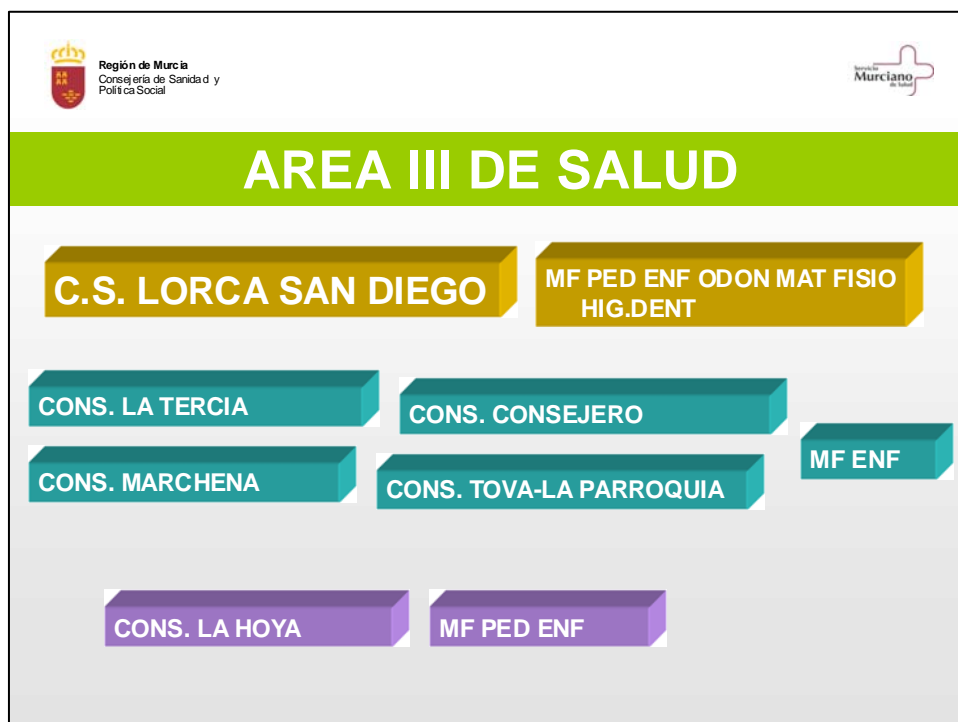 Región de Murcia
Consejería de Sanidad y
Política Social
Servicio
Murciano
de Salud
AREA III DE SALUD
C.S. LORCA SAN DIEGO
MF PED ENF ODON MAT FISIO
HIG.DENT
CONS. LA TERCIA
CONS. CONSEJERO
CONS. MARCHENA
CONS. TOVA-LA PARROQUIA
MF ENF
CONS. LA HOYA
MF PED ENF